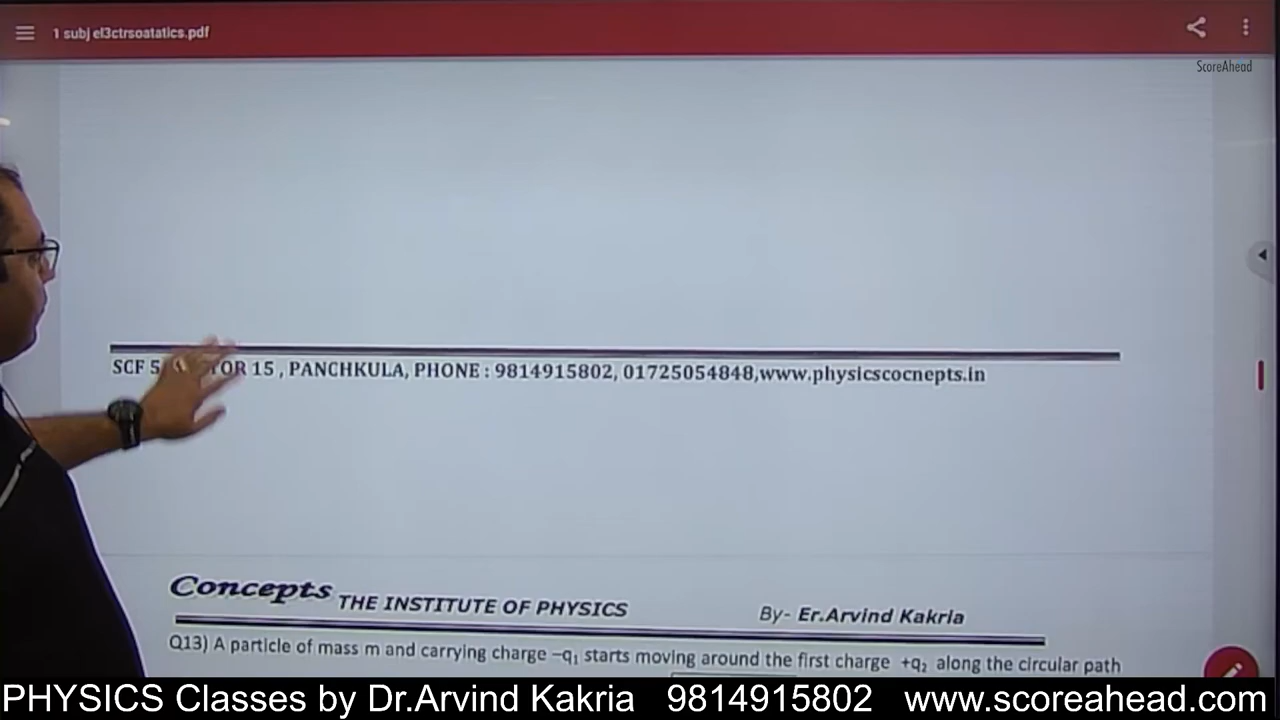 1 subj el3ctrsoatatics.pdf
ScoreAhead
SCF 5 OR 15 , PANCHKULA, PHONE : 9814915802, 01725054848,www.physicscocnepts.in
Concepts THE INSTITUTE OF PHYSICS By- Er.Arvind Kakria
Q13) A particle of mass m and carrying charge –q₁ starts moving around the first charge +q₂ along the circular path
PHYSICS Classes by Dr.Arvind Kakria 9814915802 www.scoreahead.com